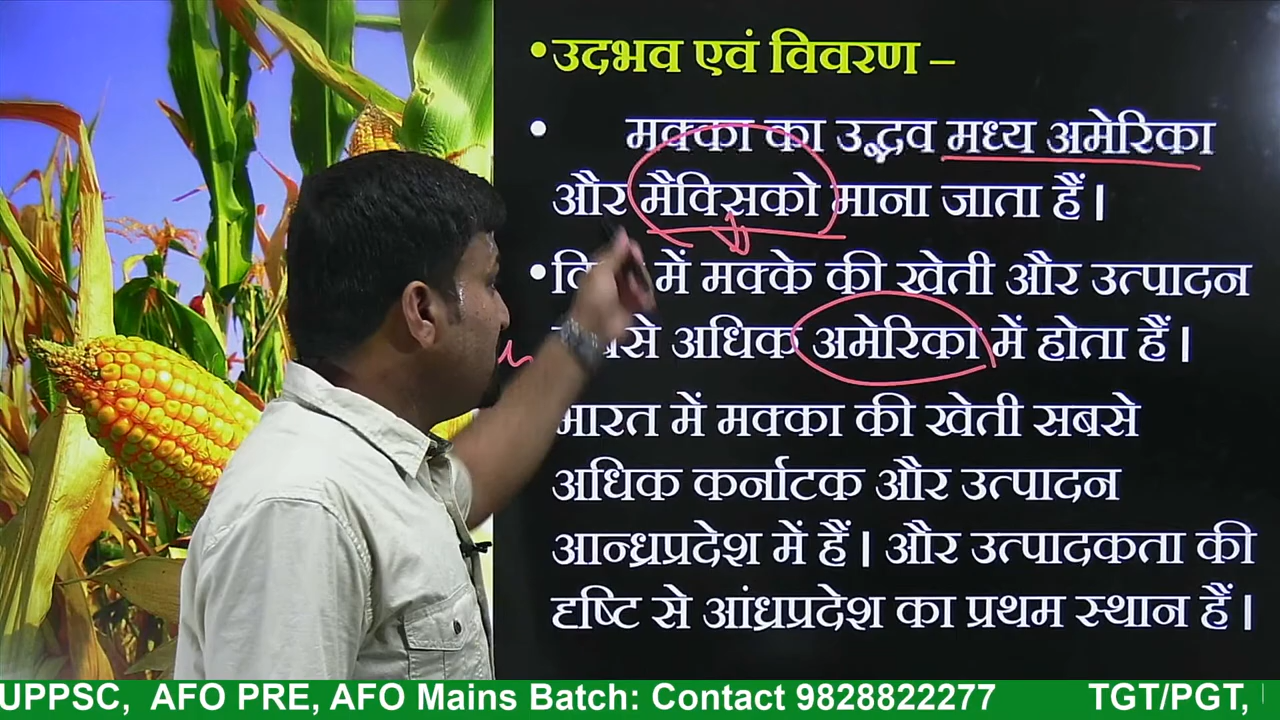 •उदभव एवं विवरण –
• मक्का का उद्भव मध्य अमेरिका
और मैक्सिको माना जाता हैं।
• में मक्के की खेती और उत्पादन
अधिक अमेरिका में होता हैं।
भारत में मक्का की खेती सबसे
अधिक कर्नाटक और उत्पादन
आन्ध्रप्रदेश में हैं। और उत्पादकता की
दृष्टि से आंध्रप्रदेश का प्रथम स्थान हैं।
UPPSC, AFO PRE, AFO Mains Batch: Contact 9828822277 TGT/PGT,